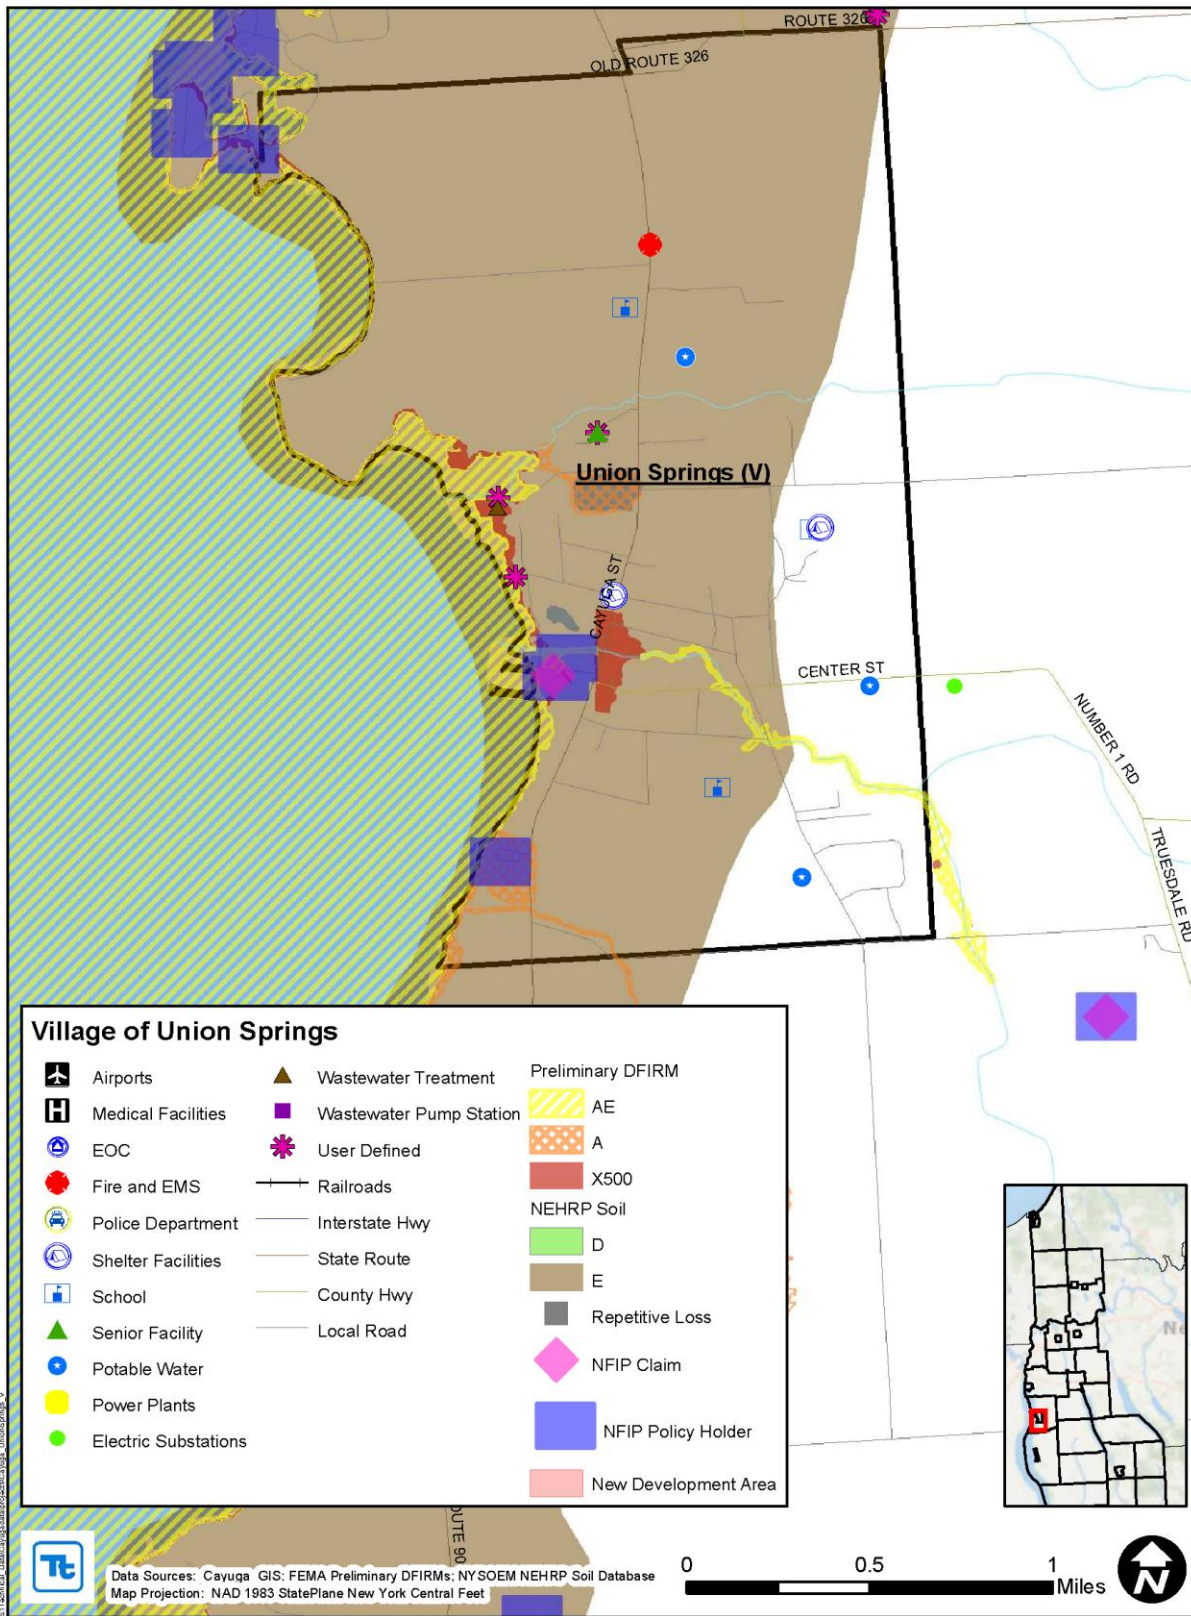 ROUTE 326
OLD ROUTE 326
Union Springs (V)
CAYUGA ST
CENTER ST
NUMBER 1 RD
TRUESDALE RD
Village of Union Springs
Airports
Medical Facilities
EOC
Fire and EMS
Police Department
Shelter Facilities
School
Senior Facility
Potable Water
Power Plants
Electric Substations
Wastewater Treatment
Wastewater Pump Station
User Defined
Railroads
Interstate Hwy
State Route
County Hwy
Local Road
Preliminary DFIRM
AE
A
X500
NEHRP Soil
D
E
Repetitive Loss
NFIP Claim
NFIP Policy Holder
New Development Area
Ne
OUTE 90
Tt
Data Sources: Cayuga GIS; FEMA Preliminary DFIRMs; NYSOEM NEHRP Soil Database
Map Projection: NAD 1983 StatePlane New York Central Feet
0 0.5 1
Miles
N